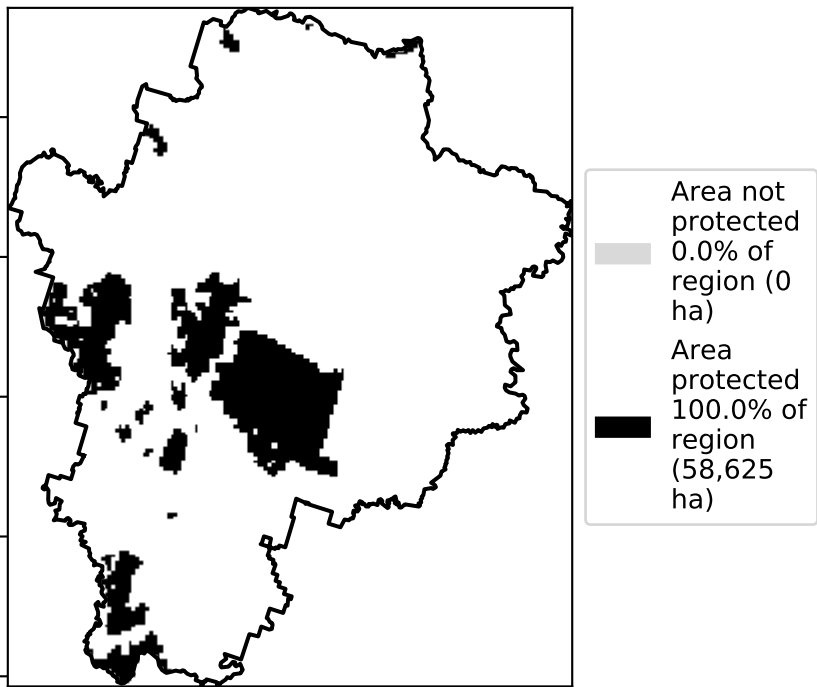 Area not
protected
0.0% of
region (0
ha)
Area
protected
100.0% of
region
(58,625
ha)